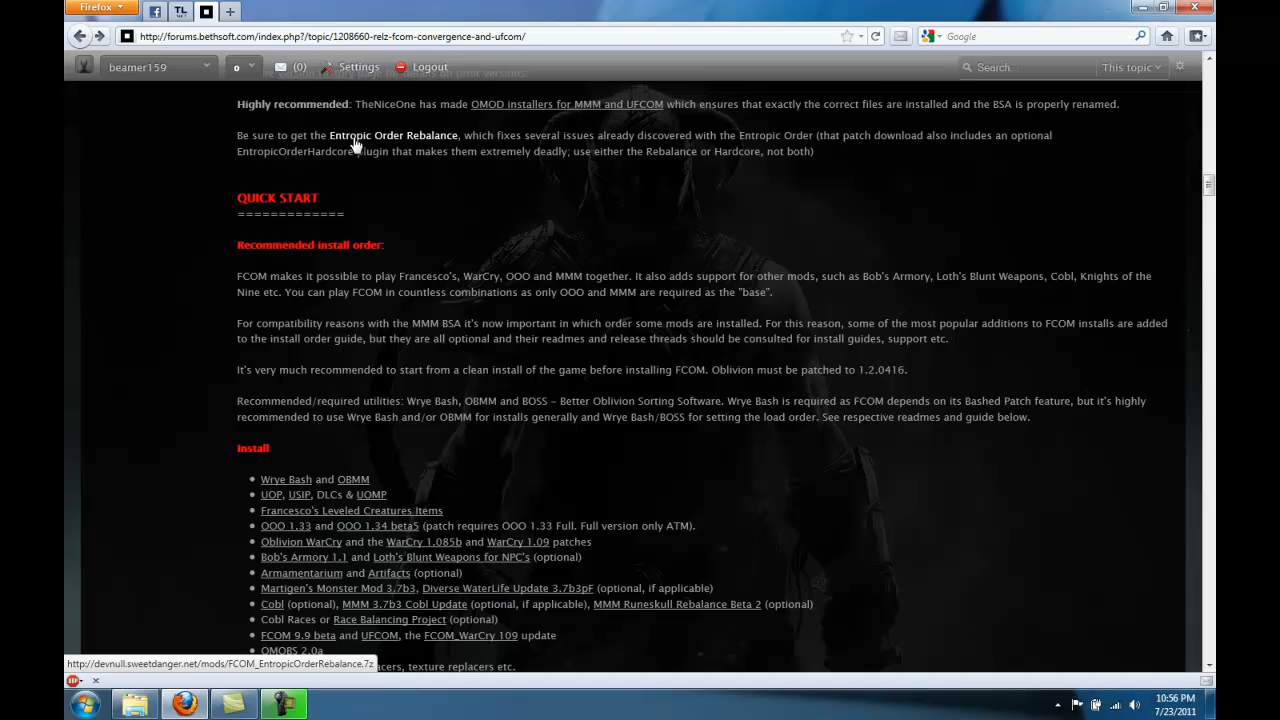 Firefox
TL
http://forums.bethsoft.com/index.php?/topic/1208660-relz-fcom-convergence-and-ufcom/
Google
beamer159
0
(0)
Settings
Logout
Search...
This topic
Highly recommended: TheNiceOne has made OMOD installers for MMM and UFCOM which ensures that exactly the correct files are installed and the BSA is properly renamed.
Be sure to get the Entropic Order Rebalance, which fixes several issues already discovered with the Entropic Order (that patch download also includes an optional
EntropicOrderHardcore plugin that makes them extremely deadly; use either the Rebalance or Hardcore, not both)
QUICK START
=============
Recommended install order:
FCOM makes it possible to play Francesco's, WarCry, OOO and MMM together. It also adds support for other mods, such as Bob's Armory, Loth's Blunt Weapons, Cobl, Knights of the
Nine etc. You can play FCOM in countless combinations as only OOO and MMM are required as the "base".
For compatibility reasons with the MMM BSA it's now important in which order some mods are installed. For this reason, some of the most popular additions to FCOM installs are added
to the install order guide, but they are all optional and their readmes and release threads should be consulted for install guides, support etc.
It's very much recommended to start from a clean install of the game before installing FCOM. Oblivion must be patched to 1.2.0416.
Recommended/required utilities: Wrye Bash, OBMM and BOSS - Better Oblivion Sorting Software. Wrye Bash is required as FCOM depends on its Bashed Patch feature, but it's highly
recommended to use Wrye Bash and/or OBMM for installs generally and Wrye Bash/BOSS for setting the load order. See respective readmes and guide below.
Install
• Wrye Bash and OBMM
• UOP, USIP, DLCs & UOMP
• Francesco's Leveled Creatures Items
• OOO 1.33 and OOO 1.34 beta5 (patch requires OOO 1.33 Full. Full version only ATM).
• Oblivion WarCry and the WarCry 1.085b and WarCry 1.09 patches
• Bob's Armory 1.1 and Loth's Blunt Weapons for NPC's (optional)
• Armamentarium and Artifacts (optional)
• Martigen's Monster Mod 3.7b3, Diverse WaterLife Update 3.7b3pF (optional, if applicable)
• Cobl (optional), MMM 3.7b3 Cobl Update (optional, if applicable), MMM Runeskull Rebalance Beta 2 (optional)
• Cobl Races or Race Balancing Project (optional)
• FCOM 9.9 beta and UFCOM, the FCOM_WarCry 109 update
• OMOBS 2.0a
http://devnull.sweetdanger.net/mods/FCOM_EntropicOrderRebalance.7z
texture replacers etc.
10:56 PM
7/23/2011